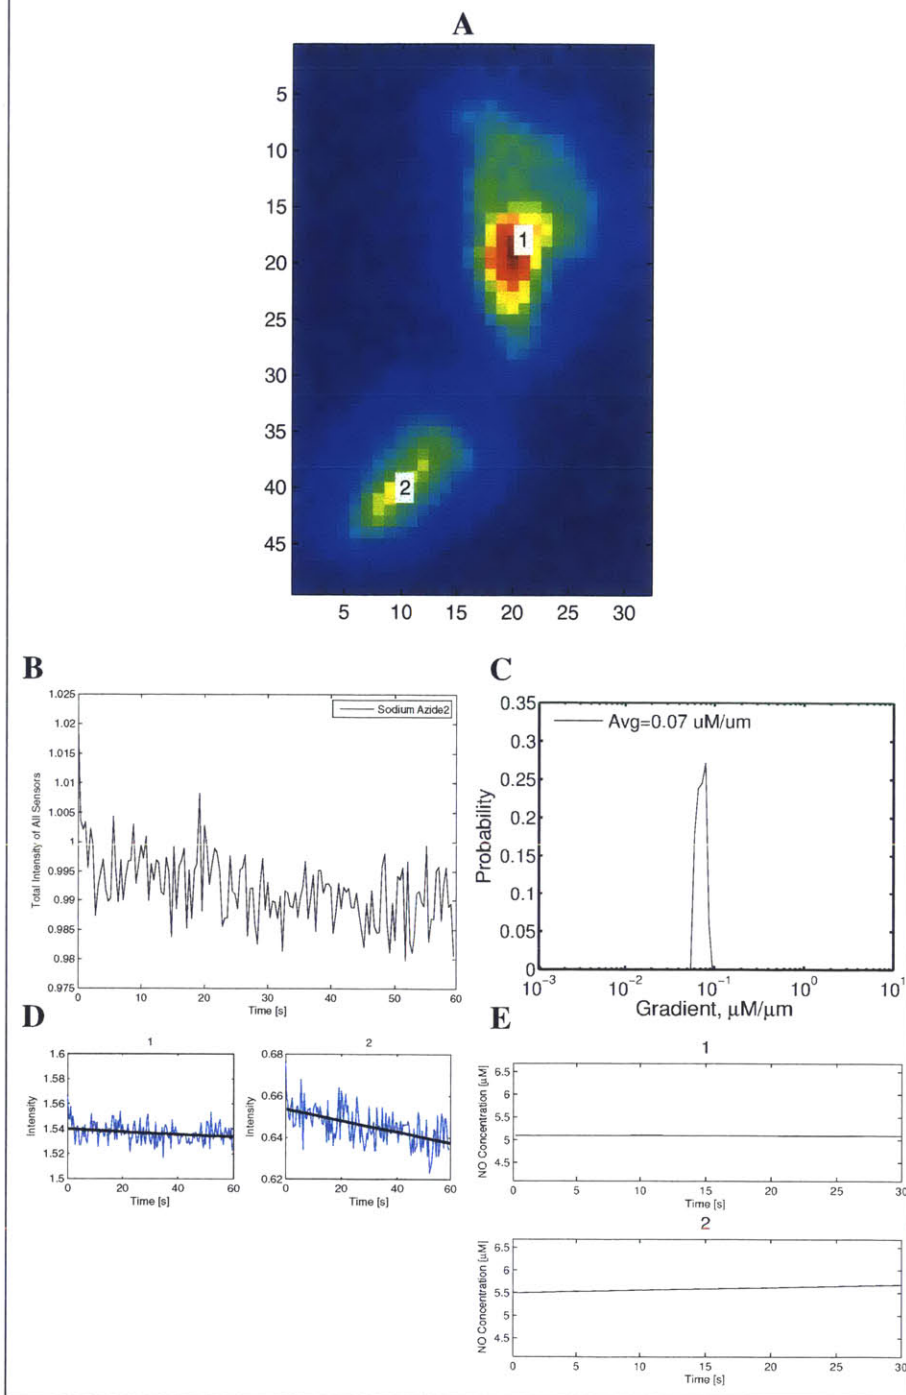 A
5
10
15
20
25
30
35
40
45
1
2
5 10 15 20 25 30
B
1.025
1.02
1.015
1.01
1.005
1
0.995
0.99
0.985
0.98
0.975
Total Intensity of All Sensors
Sodium Azide2
0 10 20 30 40 50 60
Time [s]
C
0.35
0.3
0.25
0.2
0.15
0.1
0.05
0
Probability
Avg=0.07 uM/um
10⁻³ 10⁻² 10⁻¹ 10⁰ 10¹
Gradient, μM/μm
D
1
1.6
1.58
1.56
1.54
1.52
1.5
Intensity
0 20 40 60
Time [s]
2
0.68
0.66
0.64
0.62
Intensity
0 20 40 60
Time [s]
E
1
6.5
6
5.5
5
4.5
NO Concentration [μM]
0 5 10 15 20 25 30
Time [s]
2
6.5
6
5.5
5
4.5
NO Concentration [μM]
0 5 10 15 20 25 30
Time [s]